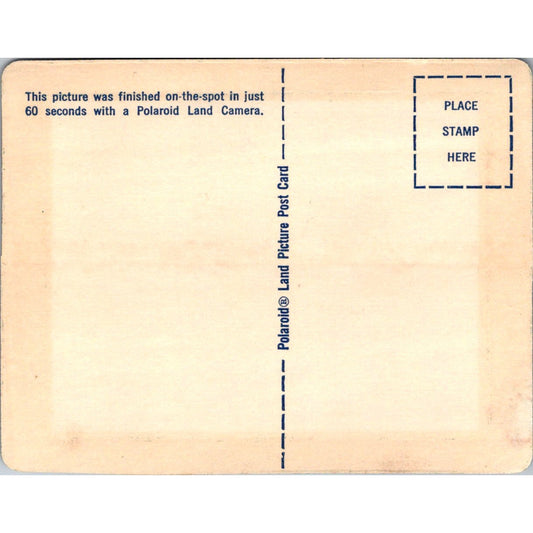 This picture was finished on-the-spot in just
60 seconds with a Polaroid Land Camera.
Polaroid® Land Picture Post Card
PLACE
STAMP
HERE